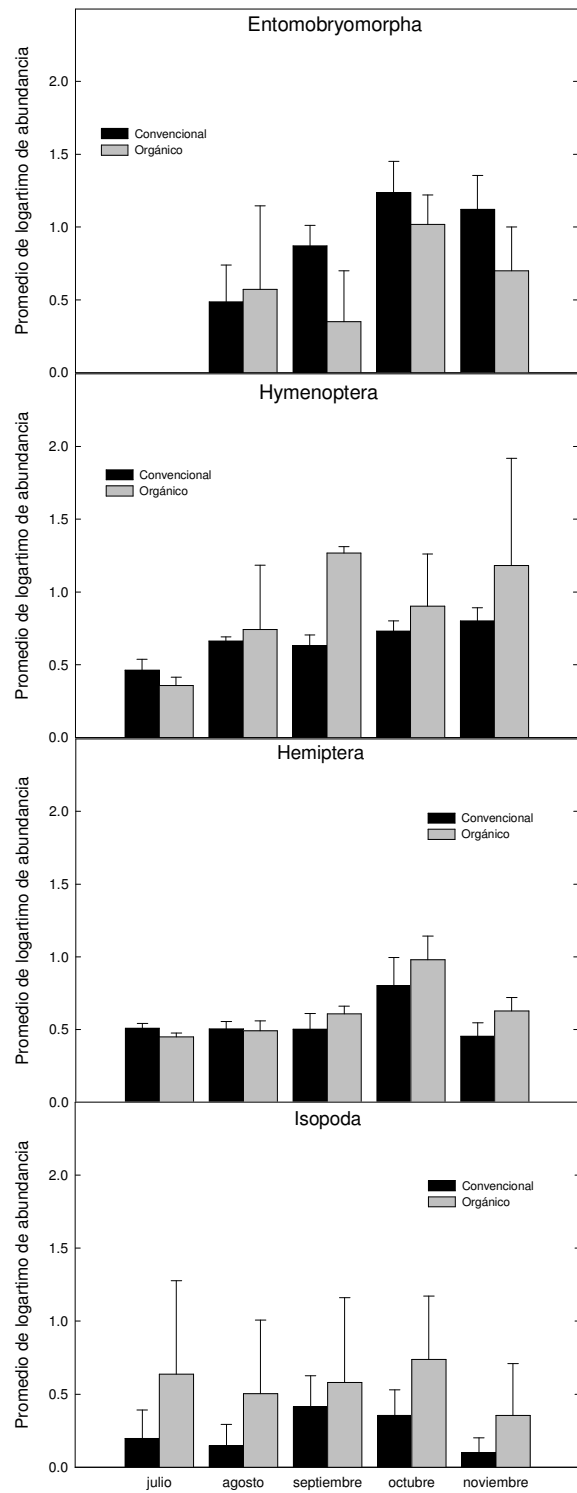 Entomobryomorpha
Promedio de logartimo de abundancia
2.0
1.5
1.0
0.5
0.0
Convencional
Orgánico
Hymenoptera
Promedio de logartimo de abundancia
2.0
1.5
1.0
0.5
0.0
Convencional
Orgánico
Hemiptera
Promedio de logartimo de abundancia
2.0
1.5
1.0
0.5
0.0
Convencional
Orgánico
Isopoda
Promedio de logartimo de abundancia
2.0
1.5
1.0
0.5
0.0
Convencional
Orgánico
julio agosto septiembre octubre noviembre